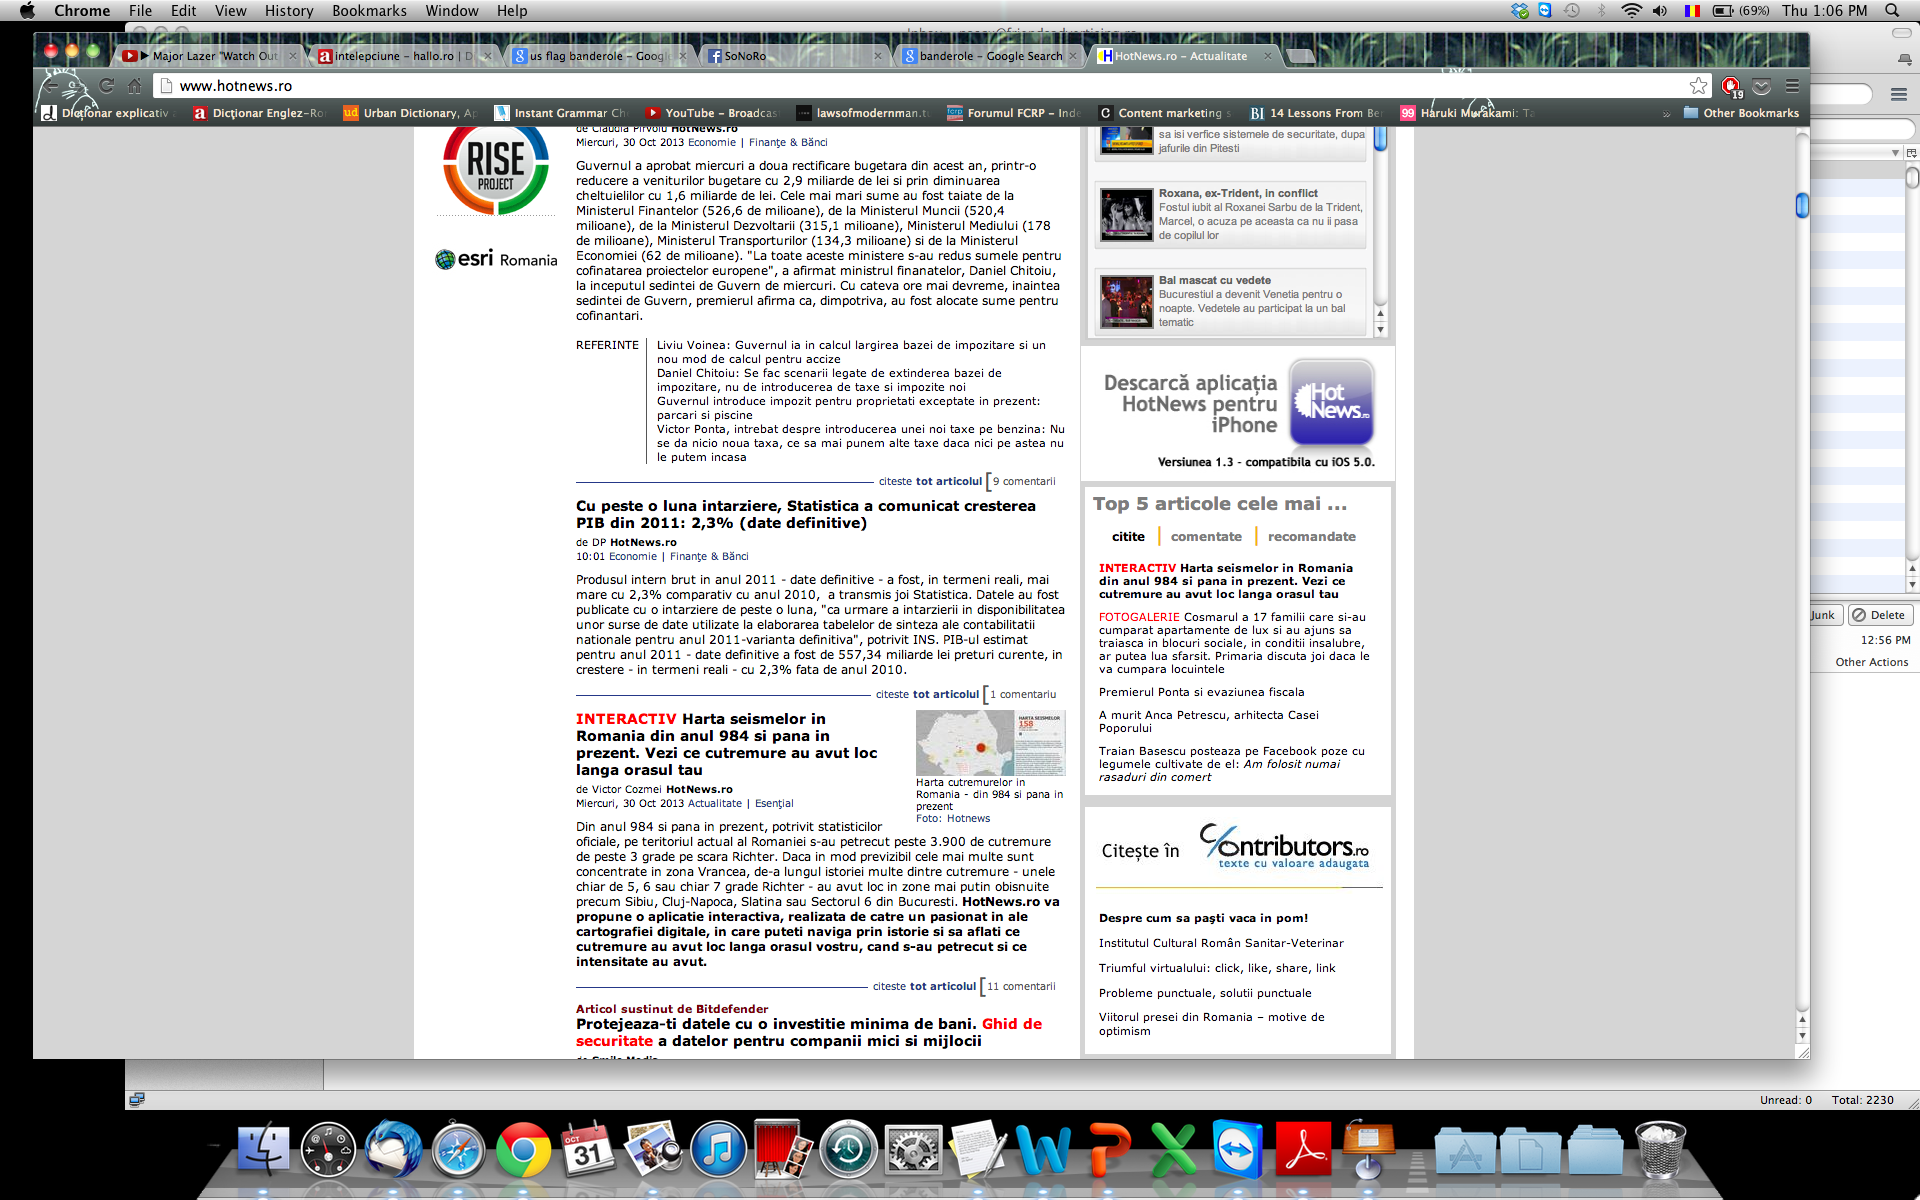 Chrome File Edit View History Bookmarks Window Help (69%) Thu 1:06 PM
Major Lazer "Watch Out intelepciune – hallo.ro | D us flag banderole – Google SoNoRo banderole – Google Search HotNews.ro – Actualitate
www.hotnews.ro 19
Dicționar explicativ Dicţionar Englez-Ro Urban Dictionary, A Instant Grammar Ch YouTube – Broadcas lawsofmodernman.t Forumul FCRP – Inde Content marketing s 14 Lessons From Be Haruki Murakami: Ta » Other Bookmarks
RISE
PROJECT
esri Romania
de Claudia Pirvoiu HotNews.ro
Miercuri, 30 Oct 2013 Economie | Finanţe & Bănci
Guvernul a aprobat miercuri a doua rectificare bugetara din acest an, printr-o
reducere a veniturilor bugetare cu 2,9 miliarde de lei si prin diminuarea
cheltuielilor cu 1,6 miliarde de lei. Cele mai mari sume au fost taiate de la
Ministerul Finantelor (526,6 de milioane), de la Ministerul Muncii (520,4
milioane), de la Ministerul Dezvoltarii (315,1 milioane), Ministerul Mediului (178
de milioane), Ministerul Transporturilor (134,3 milioane) si de la Ministerul
Economiei (62 de milioane). "La toate aceste ministere s-au redus sumele pentru
cofinatarea proiectelor europene", a afirmat ministrul finanatelor, Daniel Chitoiu,
la inceputul sedintei de Guvern de miercuri. Cu cateva ore mai devreme, inaintea
sedintei de Guvern, premierul afirma ca, dimpotriva, au fost alocate sume pentru
cofinantari.
REFERINTE
Liviu Voinea: Guvernul ia in calcul largirea bazei de impozitare si un
nou mod de calcul pentru accize
Daniel Chitoiu: Se fac scenarii legate de extinderea bazei de
impozitare, nu de introducerea de taxe si impozite noi
Guvernul introduce impozit pentru proprietati exceptate in prezent:
parcari si piscine
Victor Ponta, intrebat despre introducerea unei noi taxe pe benzina: Nu
se da nicio noua taxa, ce sa mai punem alte taxe daca nici pe astea nu
le putem incasa
citeste tot articolul 9 comentarii
Cu peste o luna intarziere, Statistica a comunicat cresterea
PIB din 2011: 2,3% (date definitive)
de DP HotNews.ro
10:01 Economie | Finanţe & Bănci
Produsul intern brut in anul 2011 - date definitive - a fost, in termeni reali, mai
mare cu 2,3% comparativ cu anul 2010, a transmis joi Statistica. Datele au fost
publicate cu o intarziere de peste o luna, "ca urmare a intarzierii in disponibilitatea
unor surse de date utilizate la elaborarea tabelelor de sinteza ale contabilitatii
nationale pentru anul 2011-varianta definitiva", potrivit INS. PIB-ul estimat
pentru anul 2011 - date definitive a fost de 557,34 miliarde lei preturi curente, in
crestere - in termeni reali - cu 2,3% fata de anul 2010.
citeste tot articolul 1 comentariu
INTERACTIV Harta seismelor in
Romania din anul 984 si pana in
prezent. Vezi ce cutremure au avut loc
langa orasul tau
de Victor Cozmei HotNews.ro
Miercuri, 30 Oct 2013 Actualitate | Esenţial
HARTA SEISMELOR
158
Harta cutremurelor in
Romania - din 984 si pana in
prezent
Foto: Hotnews
Din anul 984 si pana in prezent, potrivit statisticilor
oficiale, pe teritoriul actual al Romaniei s-au petrecut peste 3.900 de cutremure
de peste 3 grade pe scara Richter. Daca in mod previzibil cele mai multe sunt
concentrate in zona Vrancea, de-a lungul istoriei multe dintre cutremure - unele
chiar de 5, 6 sau chiar 7 grade Richter - au avut loc in zone mai putin obisnuite
precum Sibiu, Cluj-Napoca, Slatina sau Sectorul 6 din Bucuresti. HotNews.ro va
propune o aplicatie interactiva, realizata de catre un pasionat in ale
cartografiei digitale, in care puteti naviga prin istorie si sa aflati ce
cutremure au avut loc langa orasul vostru, cand s-au petrecut si ce
intensitate au avut.
citeste tot articolul 11 comentarii
Articol sustinut de Bitdefender
Protejeaza-ti datele cu o investitie minima de bani. Ghid de
securitate a datelor pentru companii mici si mijlocii
de Smile Media
sa isi verfice sistemele de securitate, dupa
jafurile din Pitesti
Roxana, ex-Trident, in conflict
Fostul iubit al Roxanei Sarbu de la Trident,
Marcel, o acuza pe aceasta ca nu ii pasa
de copilul lor
Bal mascat cu vedete
Bucurestiul a devenit Venetia pentru o
noapte. Vedetele au participat la un bal
tematic
Descarcă aplicația
HotNews pentru
iPhone
Hot
News.ro
Versiunea 1.3 - compatibila cu iOS 5.0.
Top 5 articole cele mai ...
citite comentate recomandate
INTERACTIV Harta seismelor in Romania
din anul 984 si pana in prezent. Vezi ce
cutremure au avut loc langa orasul tau
FOTOGALERIE Cosmarul a 17 familii care si-au
cumparat apartamente de lux si au ajuns sa
traiasca in blocuri sociale, in conditii insalubre,
ar putea lua sfarsit. Primaria discuta joi daca le
va cumpara locuintele
Premierul Ponta si evaziunea fiscala
A murit Anca Petrescu, arhitecta Casei
Poporului
Traian Basescu posteaza pe Facebook poze cu
legumele cultivate de el: Am folosit numai
rasaduri din comert
Citește în Contributors.ro
texte cu valoare adaugata
Despre cum sa paşti vaca in pom!
Institutul Cultural Român Sanitar-Veterinar
Triumful virtualului: click, like, share, link
Probleme punctuale, solutii punctuale
Viitorul presei din Romania – motive de
optimism
Junk Delete
12:56 PM
Other Actions
Unread: 0 Total: 2230
OCT
31